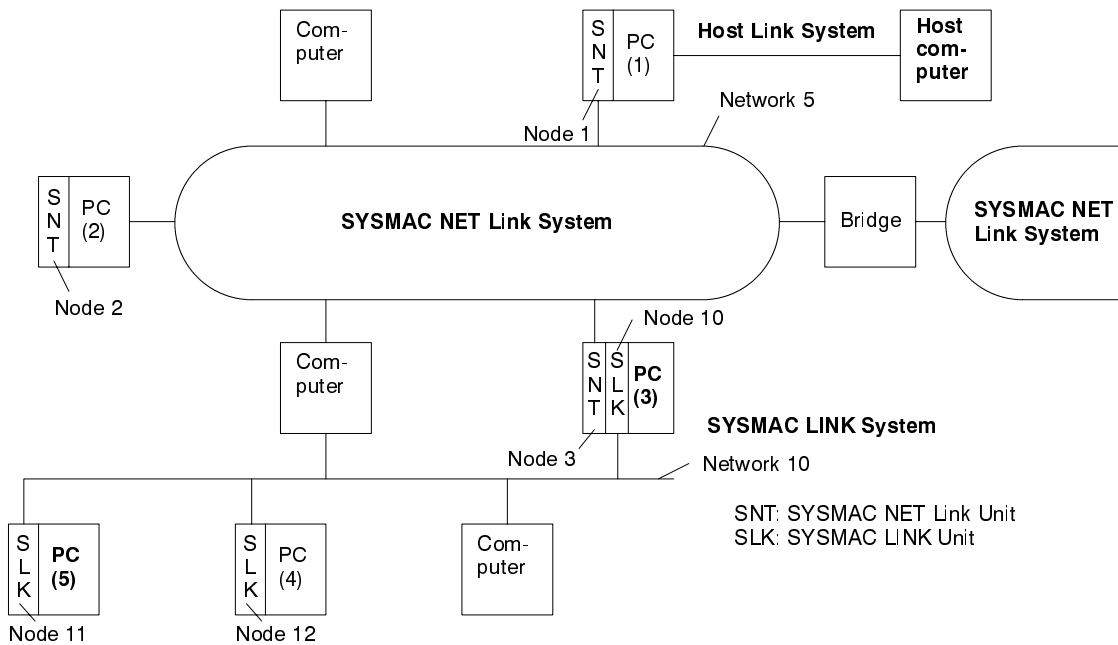 Com-
puter
S
N
T
PC
(1)
Host Link System
Host
com-
puter
Network 5
Node 1
S
N
T
PC
(2)
SYSMAC NET Link System
Bridge
SYSMAC NET
Link System
Node 2
Node 10
Com-
puter
S
N
T
S
L
K
PC
(3)
SYSMAC LINK System
Node 3
Network 10
SNT: SYSMAC NET Link Unit
SLK: SYSMAC LINK Unit
S
L
K
PC
(5)
S
L
K
PC
(4)
Com-
puter
Node 11
Node 12